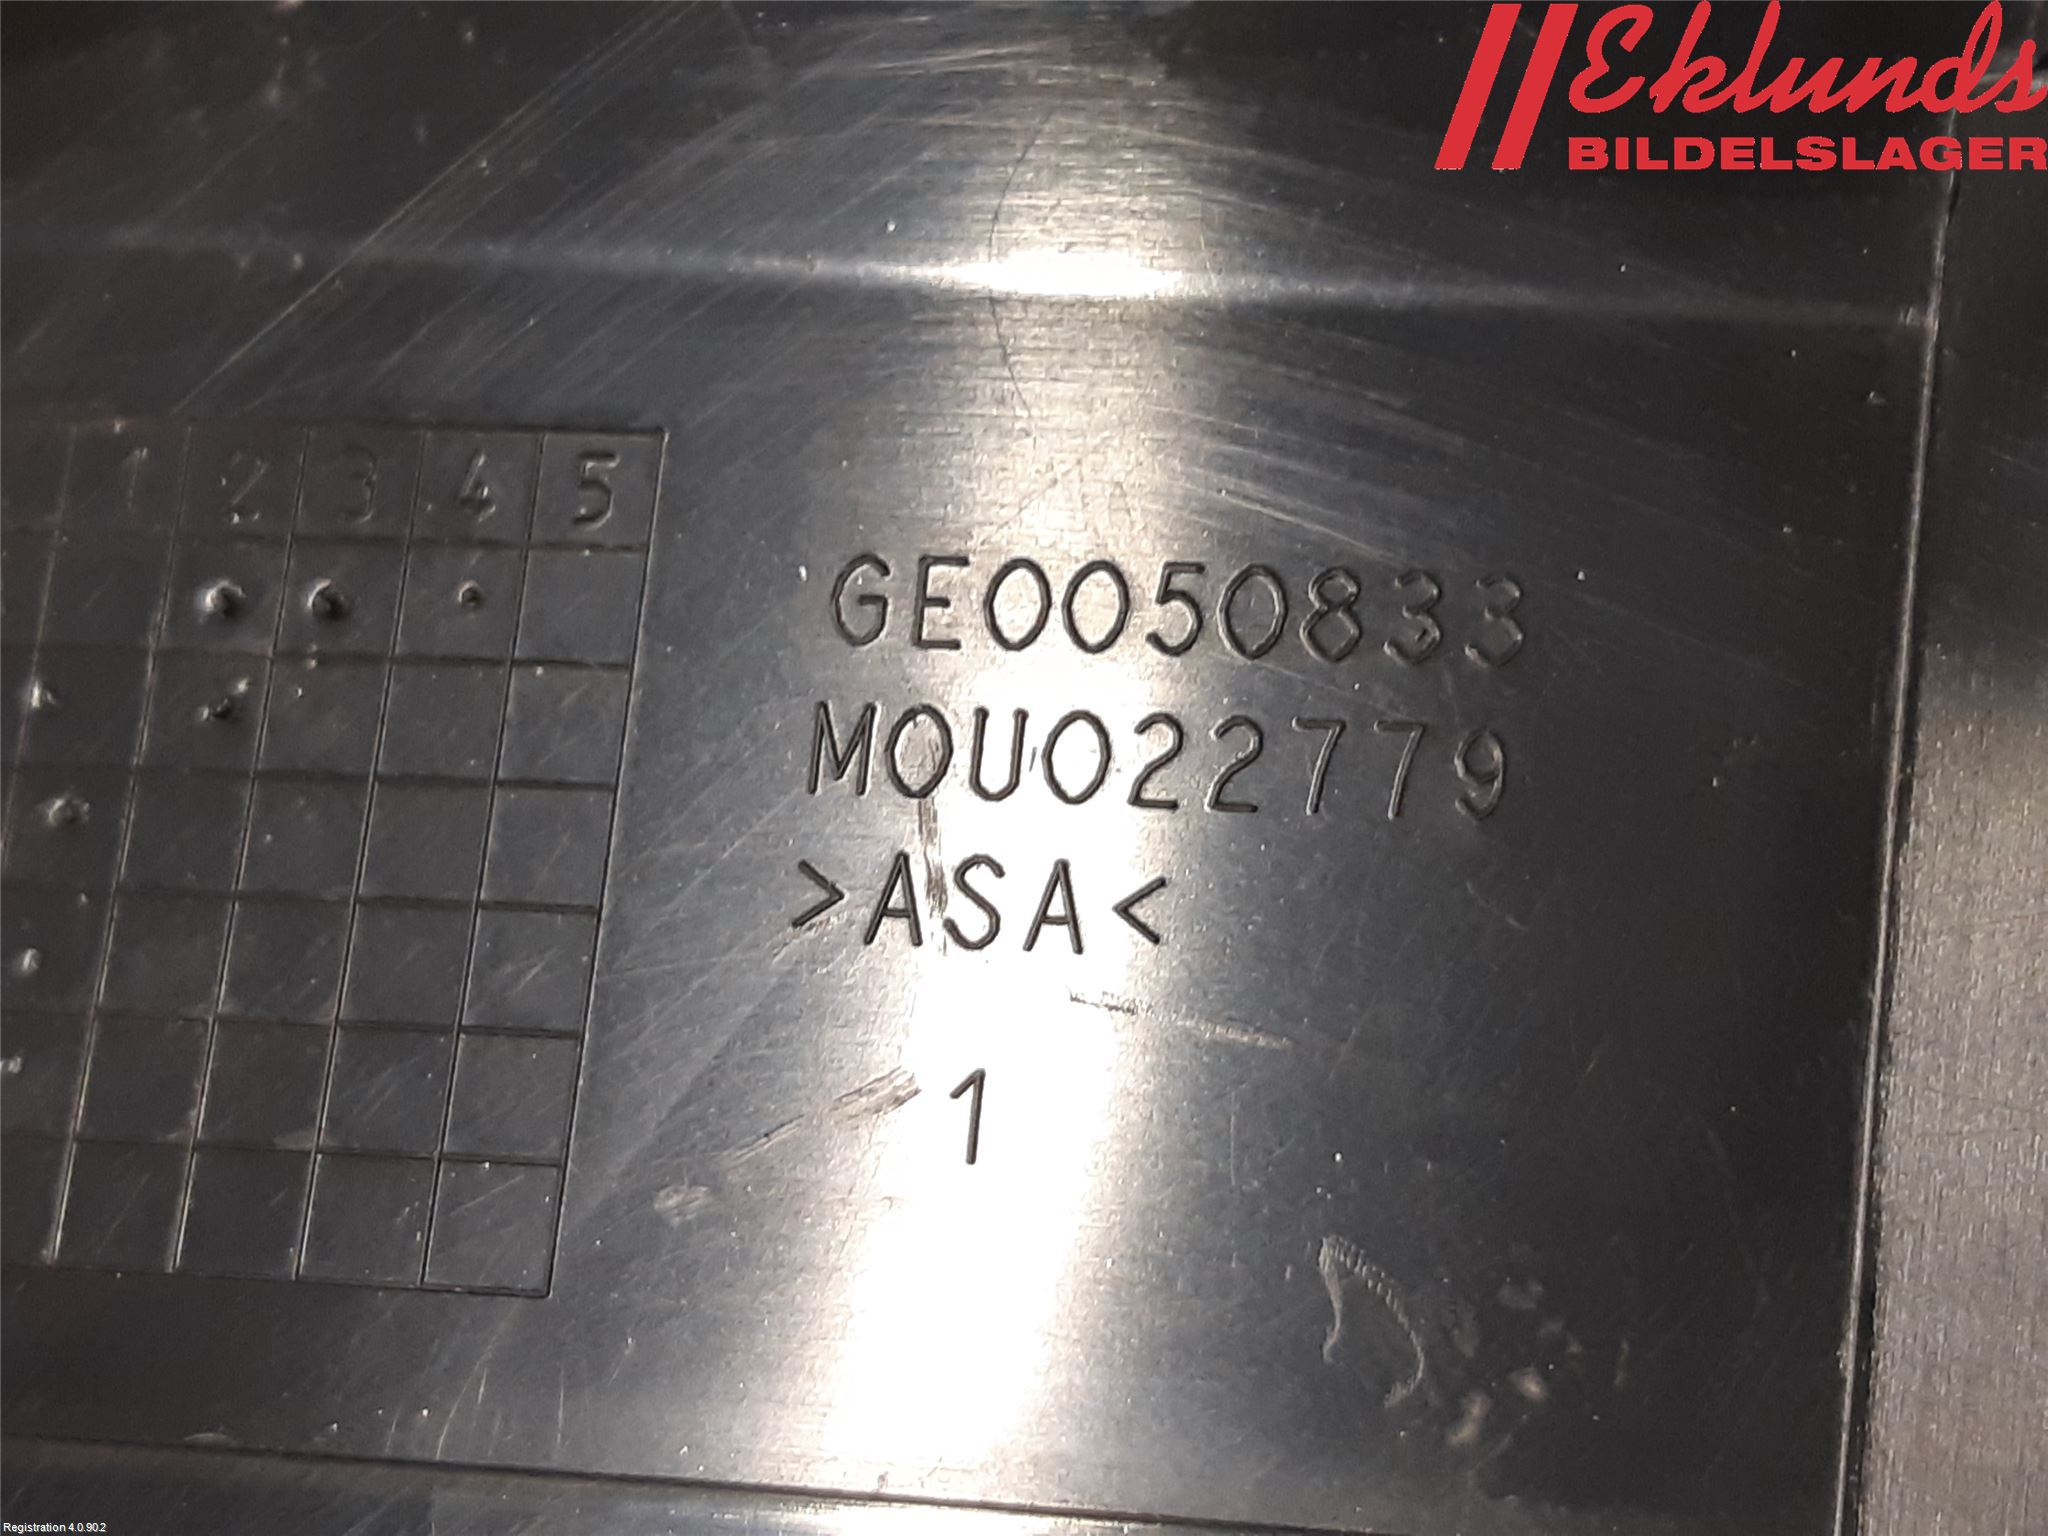 Eklunds
BILDELSLAGER
1 2 3 4 5
GE0050833
MOU022779
>ASA<
1
Registration 4.0.90.2